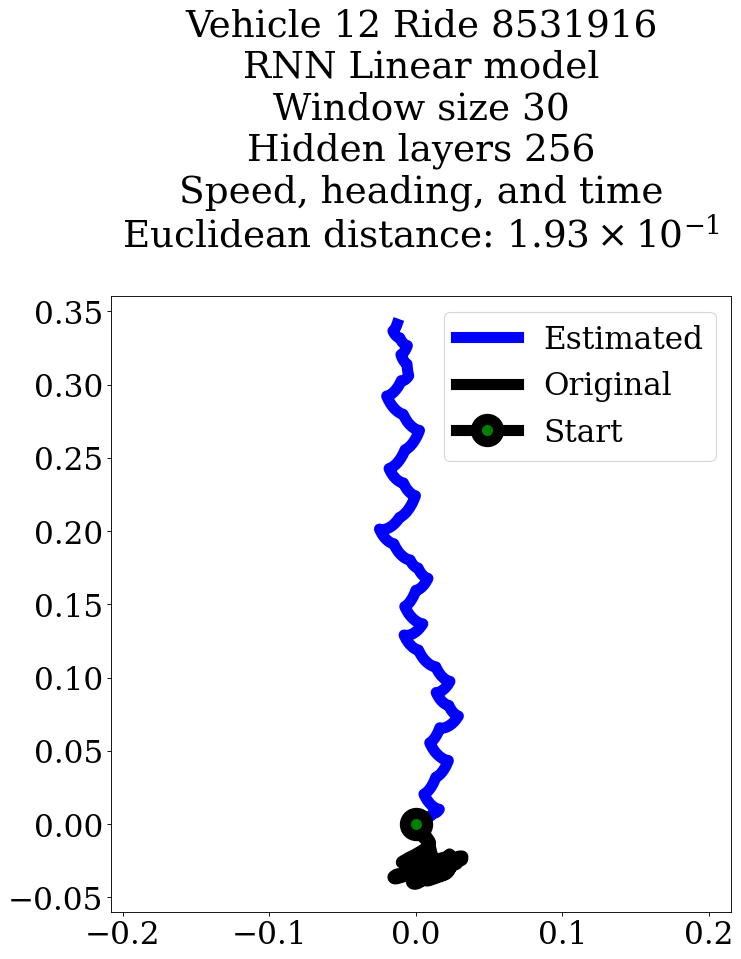 Vehicle 12 Ride 8531916
RNN Linear model
Window size 30
Hidden layers 256
Speed, heading, and time
Euclidean distance: 1.93 × 10⁻¹
0.35
0.30
0.25
0.20
0.15
0.10
0.05
0.00
−0.05
Estimated
Original
Start
−0.2 −0.1 0.0 0.1 0.2